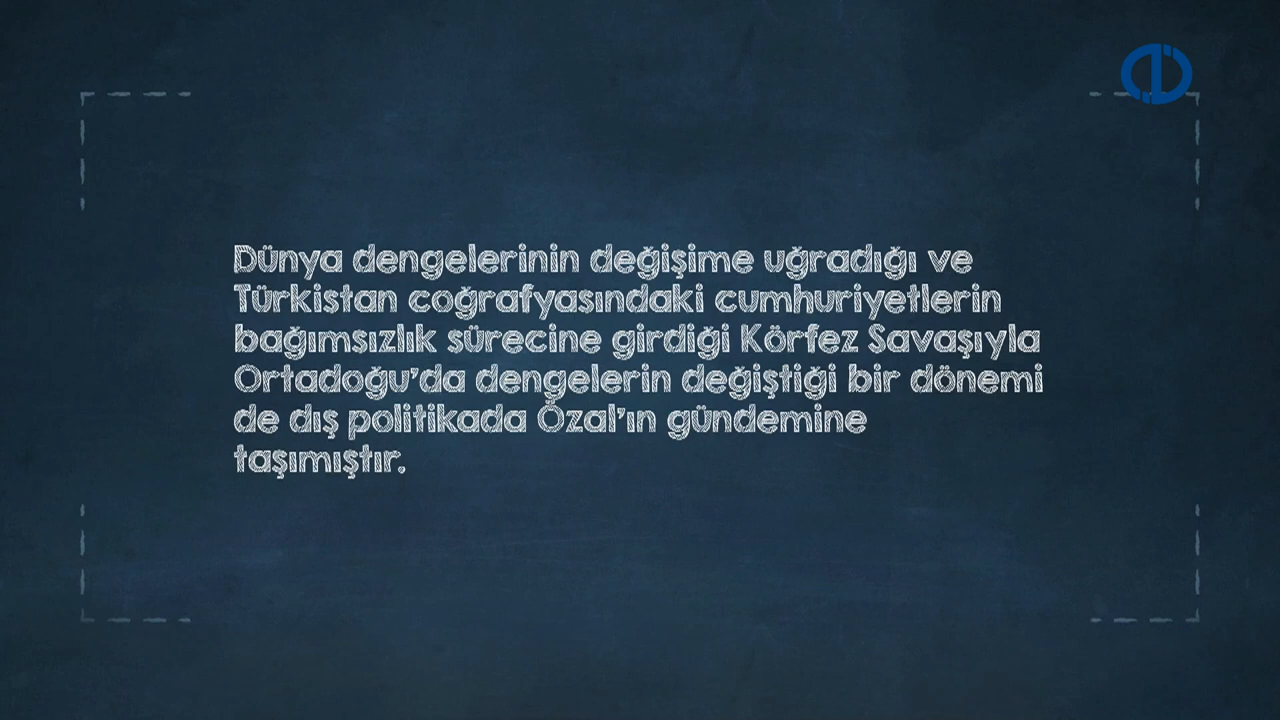 Dünya dengelerinin değişime uğradığı ve
Türkistan coğrafyasındaki cumhuriyetlerin
bağımsızlık sürecine girdiği Körfez Savaşıyla
Ortadoğu'da dengelerin değiştiği bir dönemi
de dış politikada Özal'ın gündemine
taşımıştır.